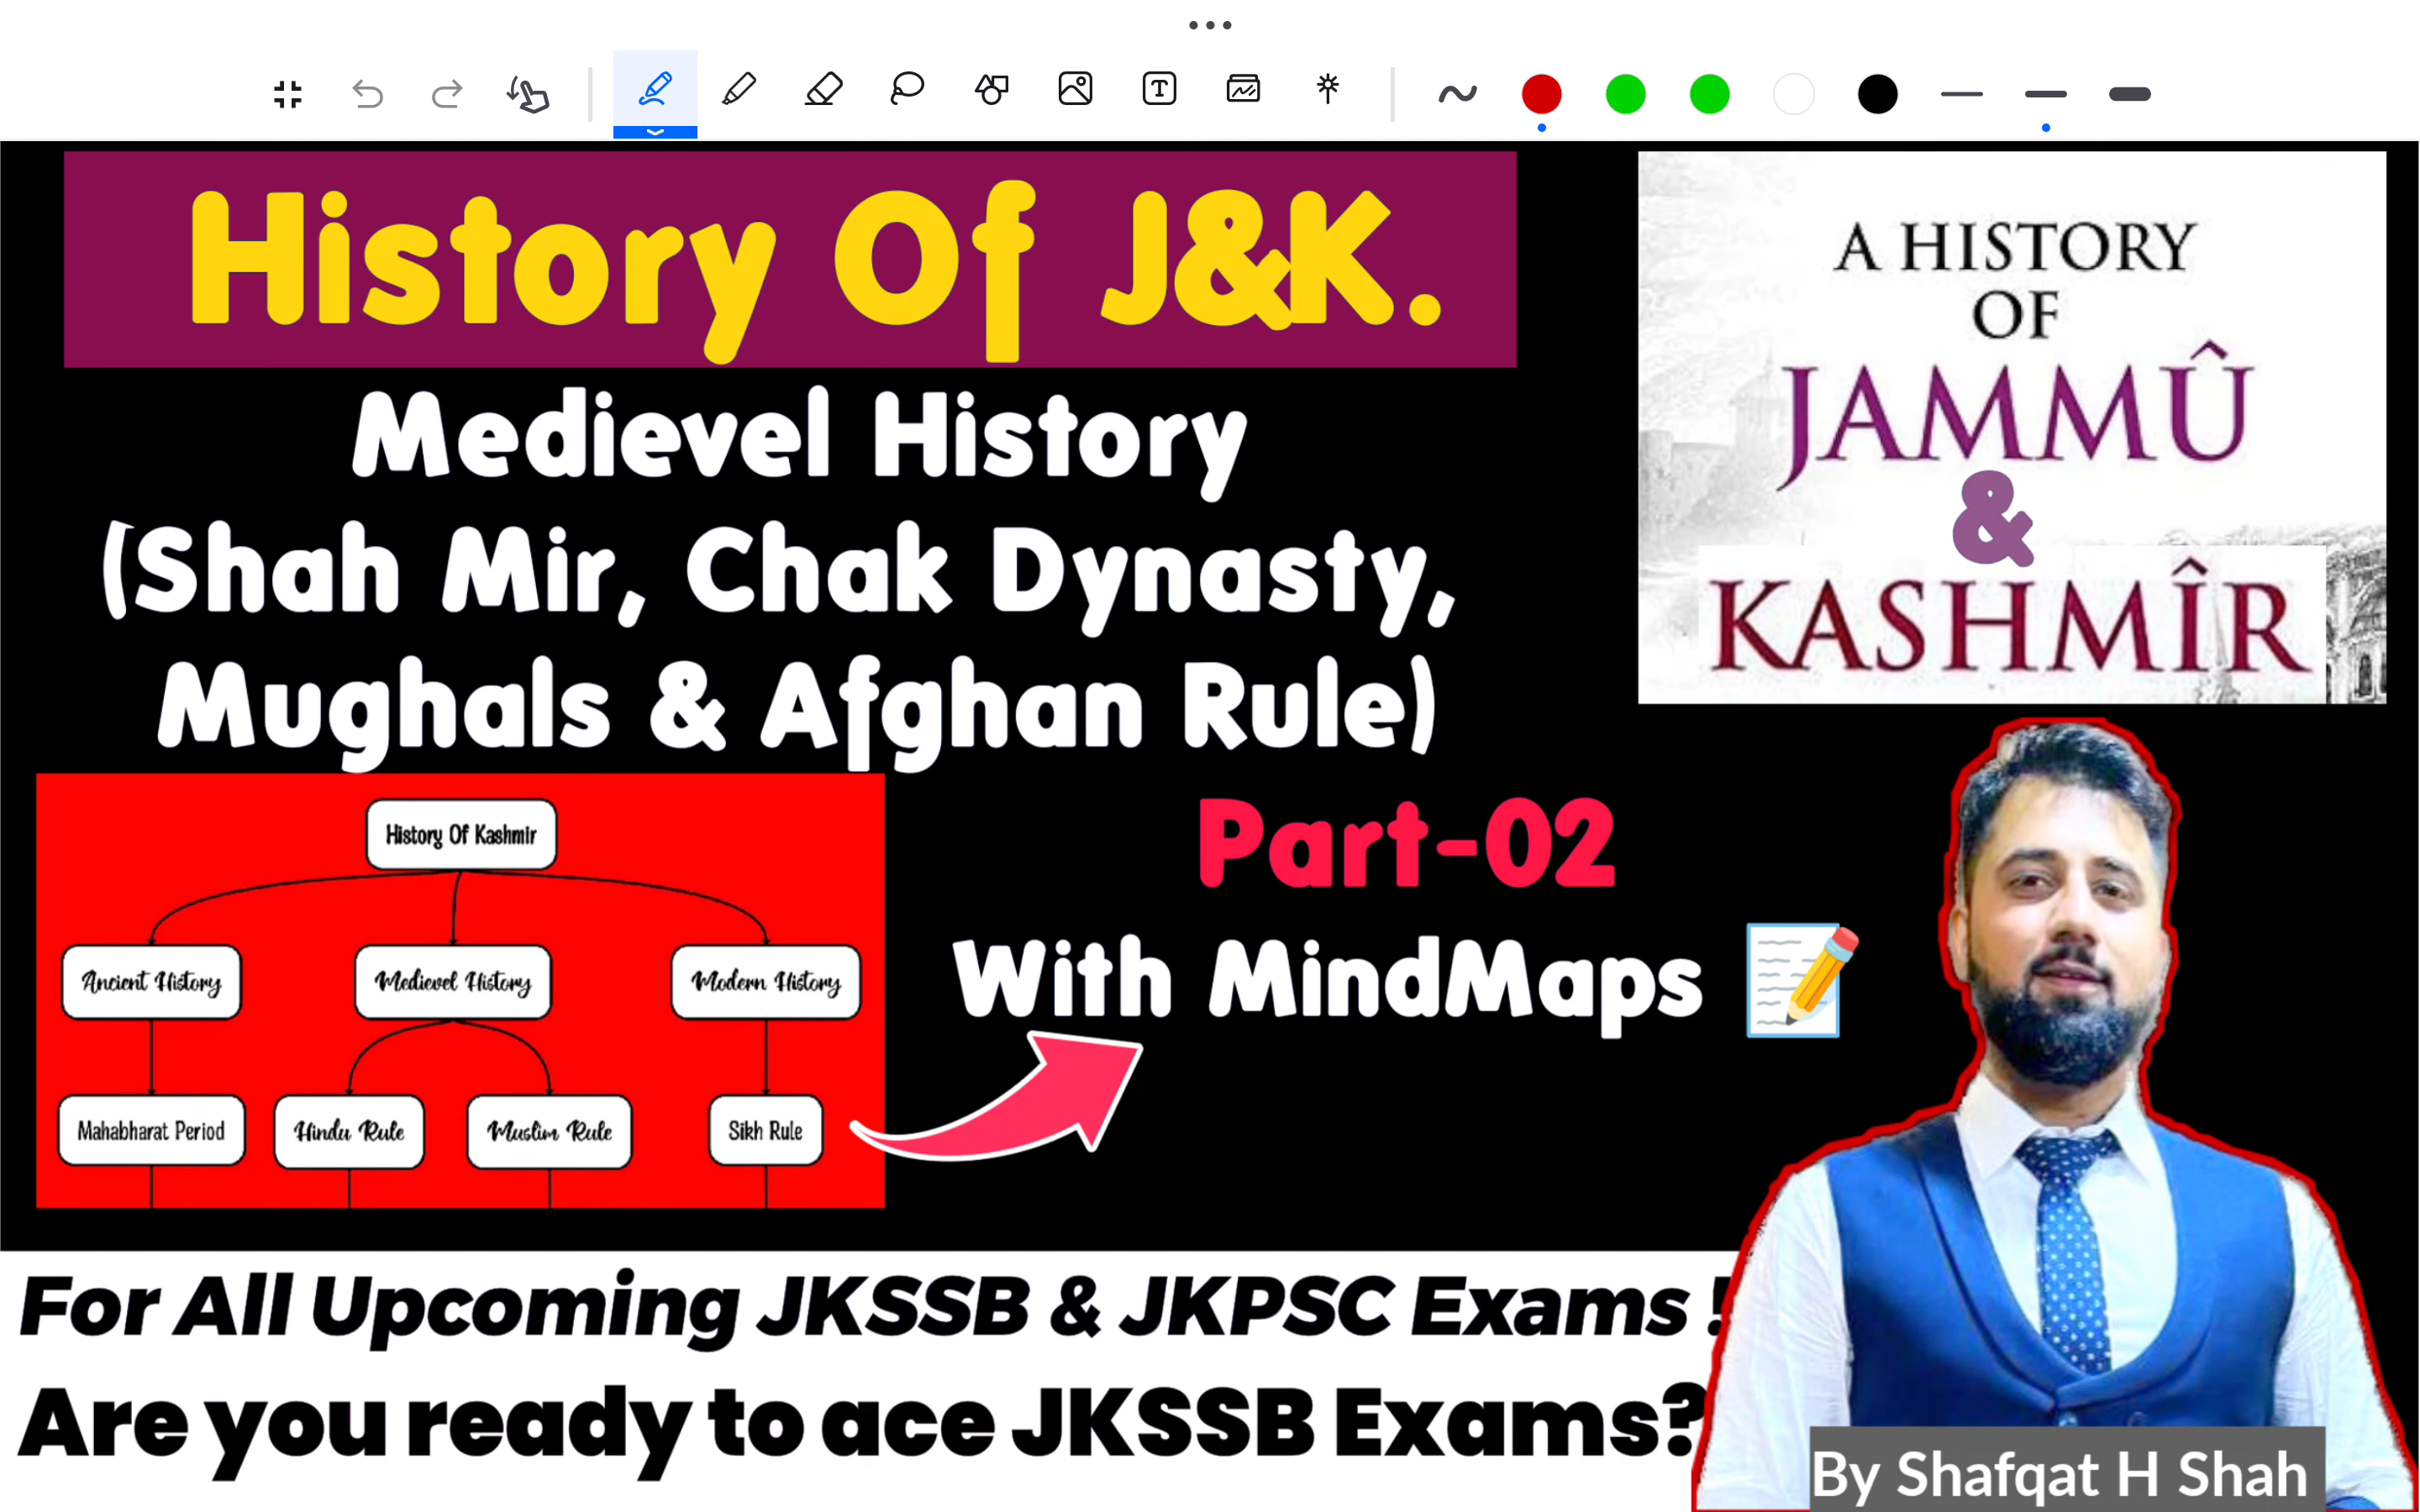 History Of J&K.
Medievel History
(Shah Mir, Chak Dynasty,
Mughals & Afghan Rule)
Part-02
With MindMaps
A HISTORY
OF
JAMMÛ
&
KASHMÎR
History Of Kashmir
Ancient History
Medievel History
Modern History
Mahabharat Period
Hindu Rule
Muslim Rule
Sikh Rule
For All Upcoming JKSSB & JKPSC Exams !
Are you ready to ace JKSSB Exams?
By Shafqat H Shah